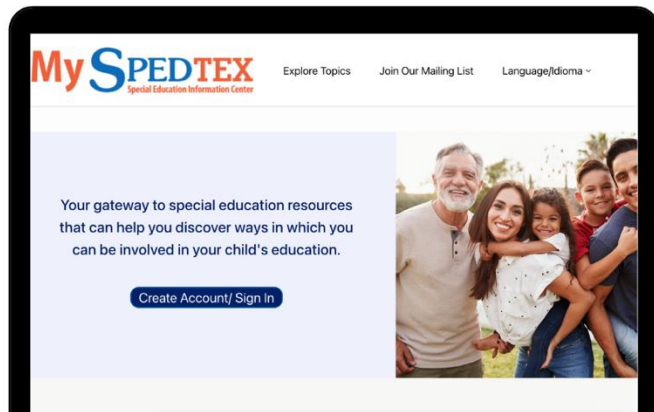 My SPEDTEX
Special Education Information Center
Explore Topics
Join Our Mailing List
Language/Idioma
Your gateway to special education resources
that can help you discover ways in which you
can be involved in your child's education.
Create Account/ Sign In